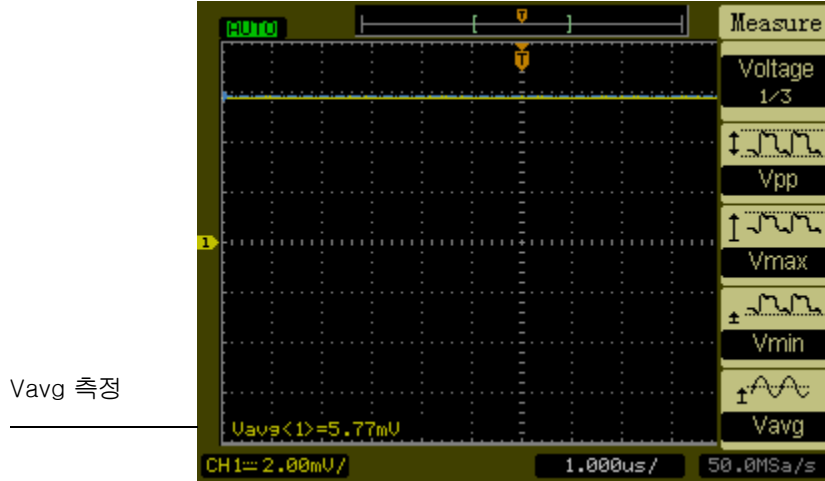 AUTO
T
Measure
Voltage
1/3
T
Vpp
1
Vmax
Vmin
Vavg 측정
Vavg<1>=5.77mV
Vavg
CH1 2.00mV/
1.000us/
50.0MSa/s